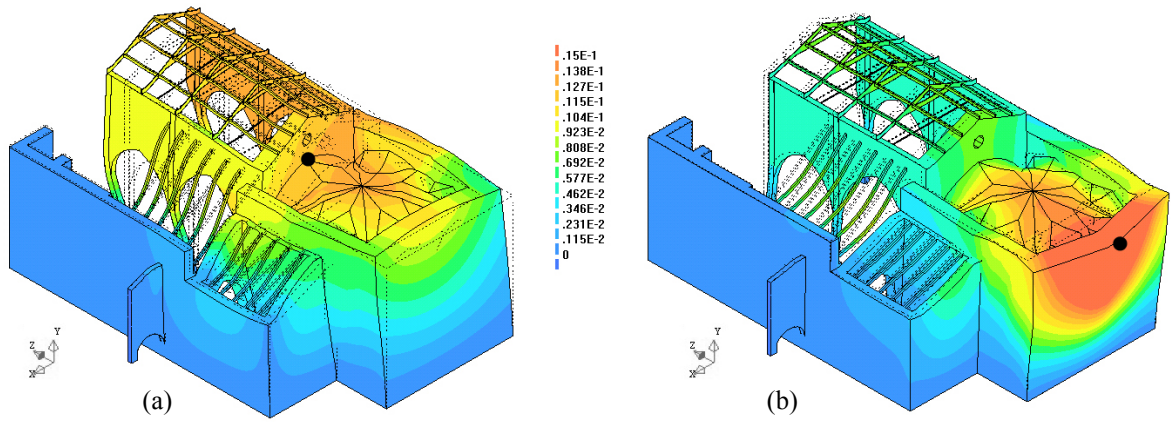 .15E-1
.138E-1
.127E-1
.115E-1
.104E-1
.923E-2
.808E-2
.692E-2
.577E-2
.462E-2
.346E-2
.231E-2
.115E-2
0
Y
Z
X
(a)
Y
Z
X
(b)